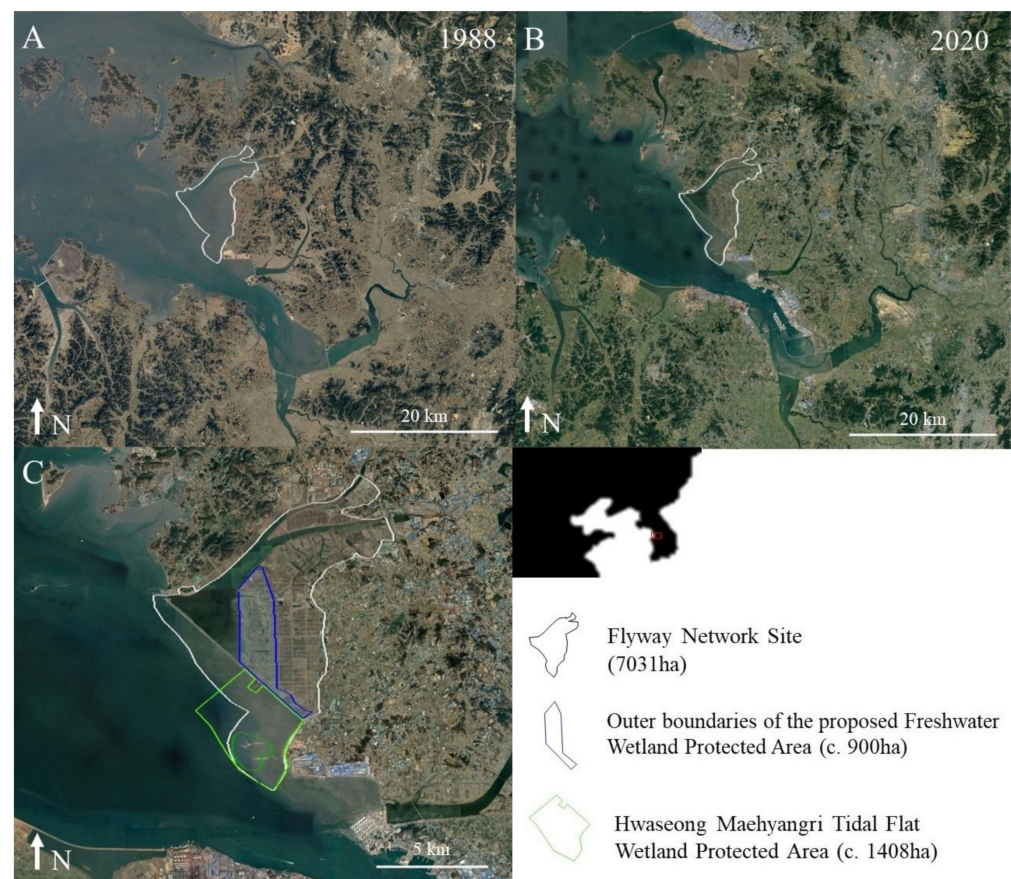 A
1988
B
2020
N
20 km
N
20 km
C
N
5 km
Flyway Network Site
(7031ha)
Outer boundaries of the proposed Freshwater
Wetland Protected Area (c. 900ha)
Hwaseong Maehyangri Tidal Flat
Wetland Protected Area (c. 1408ha)